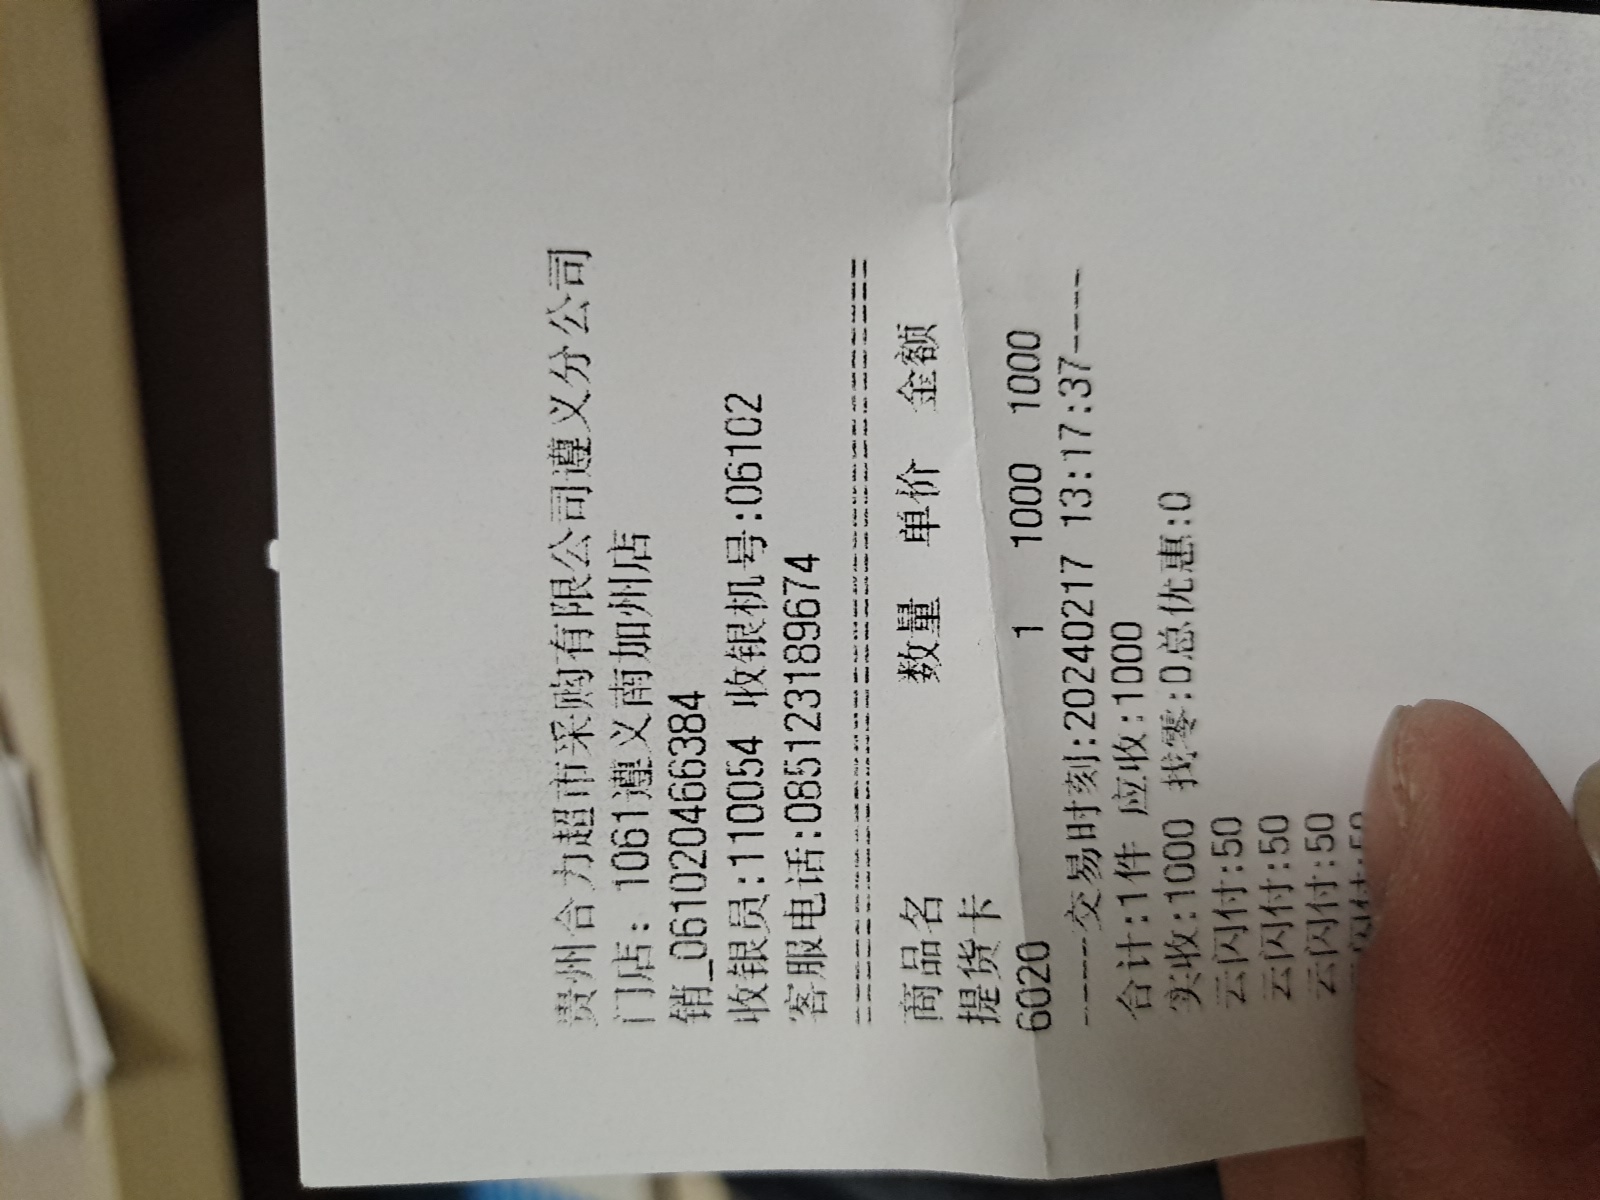 贵州合力超市采购有限公司遵义分公司
门店: 1061遵义南加州店
销_061020466384
收银员:110054 收银机号:06102
客服电话:085123189674
================================
商品名 数量 单价 金额
提货卡
6020 1 1000 1000
-----交易时刻:20240217 13:17:37----
合计:1件 应收:1000
实收:1000 找零:0总优惠:0
云闪付:50
云闪付:50
云闪付:50